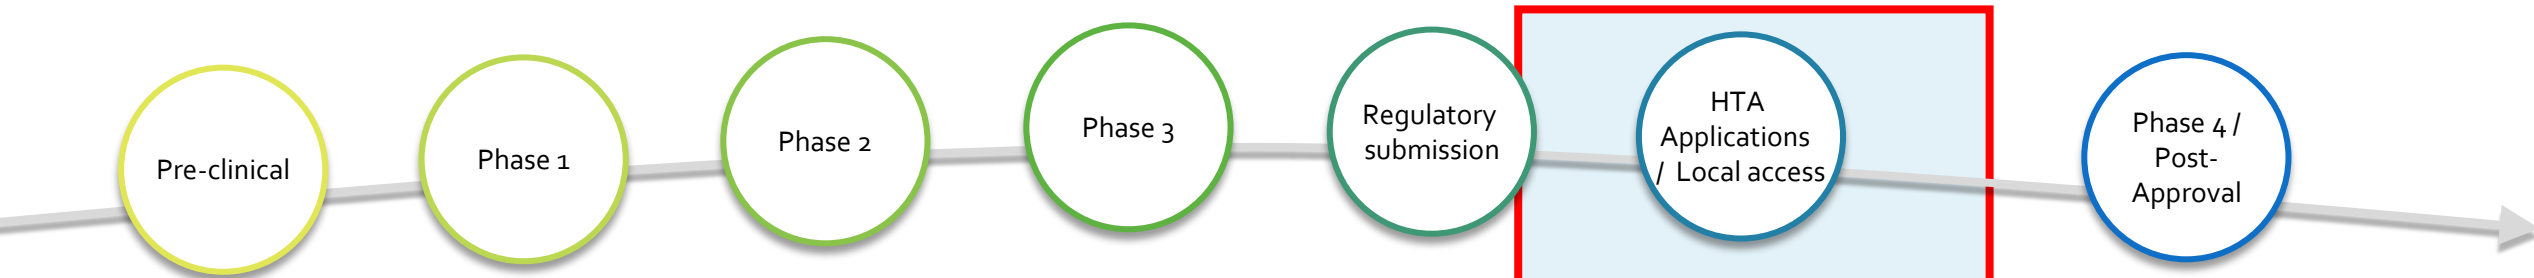 Pre-clinical
Phase 1
Phase 2
Phase 3
Regulatory
submission
HTA
Applications
/ Local access
Phase 4 /
Post-
Approval